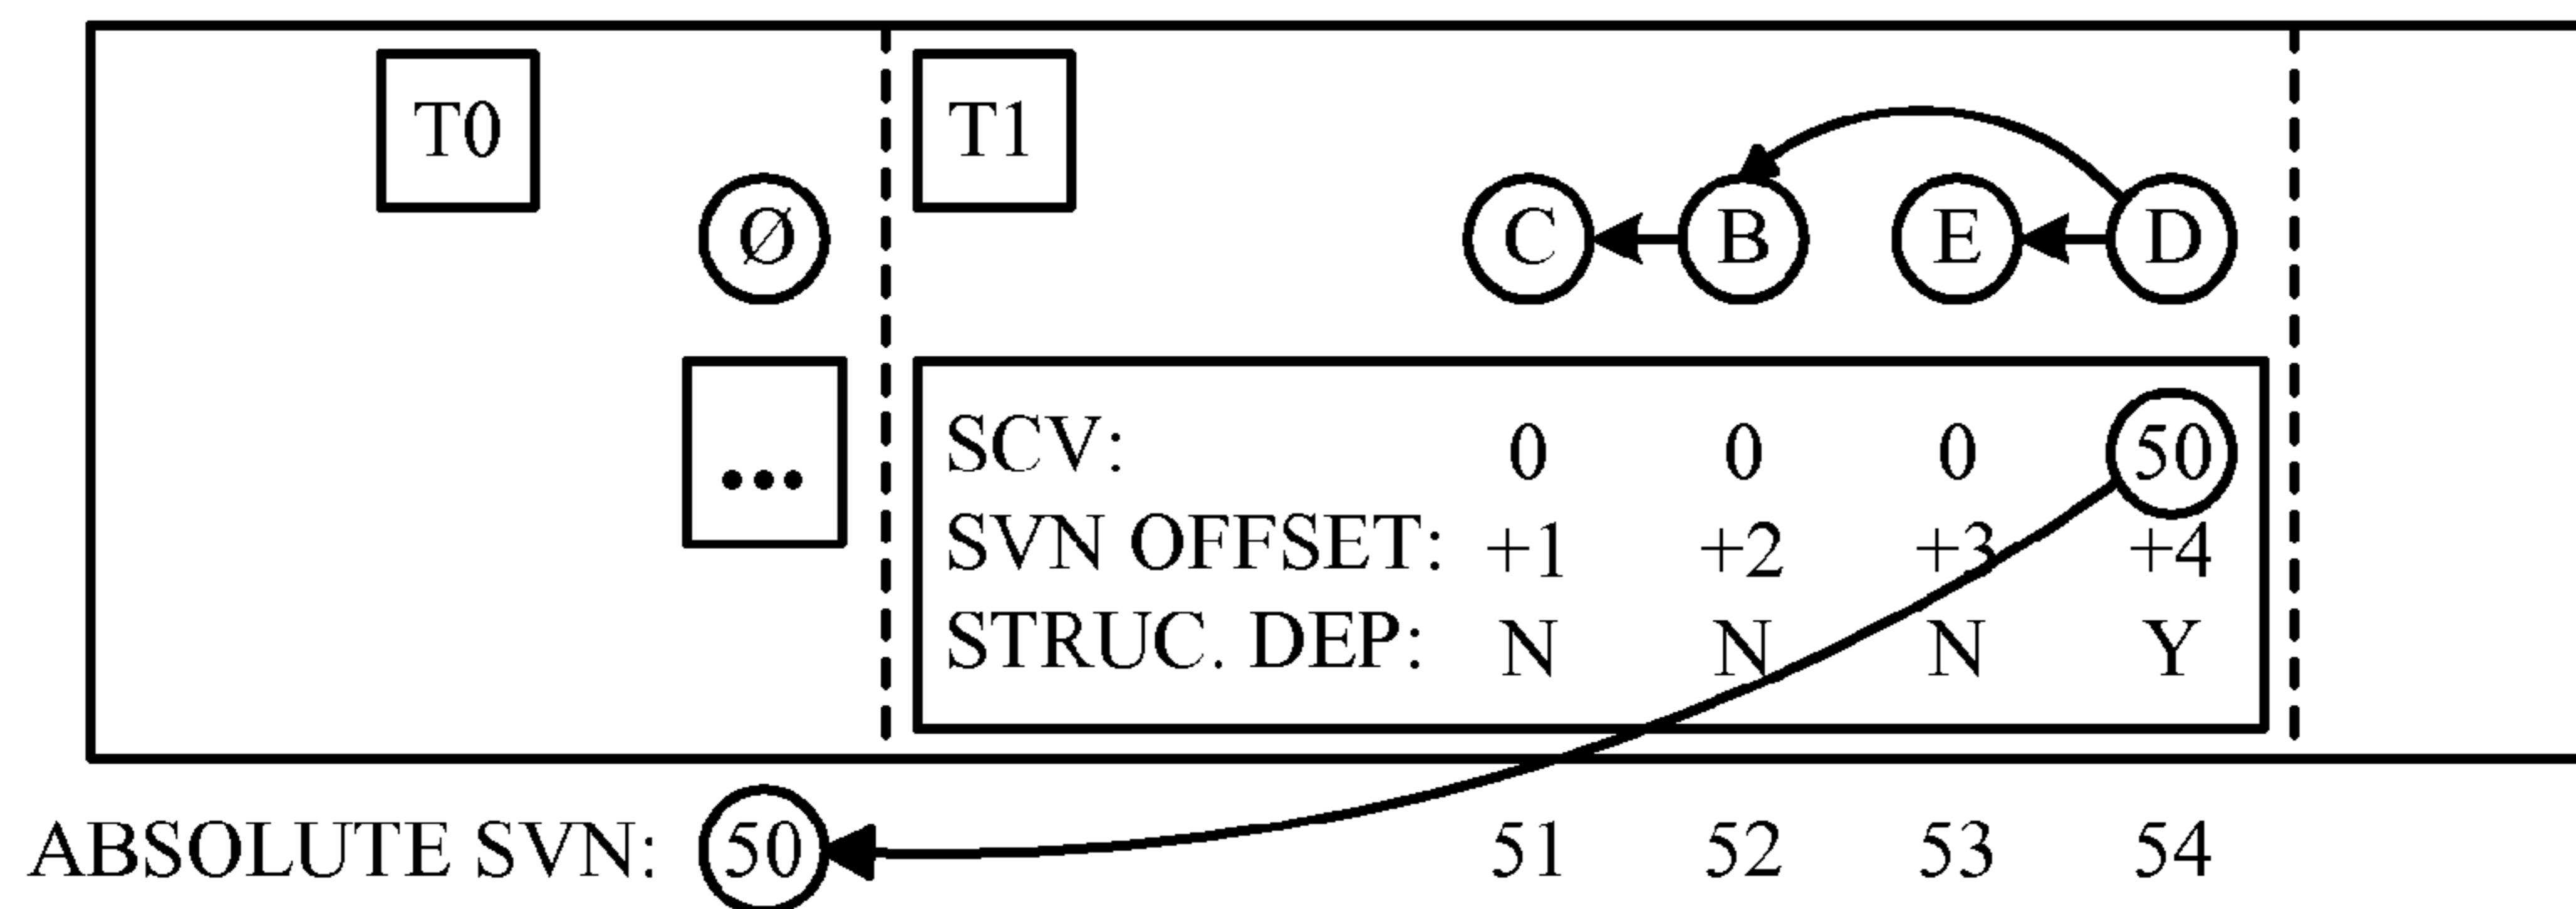 T0 T1
Ø C B E D
...
SCV: 0 0 0 50
SVN OFFSET: +1 +2 +3 +4
STRUC. DEP: N N N Y
ABSOLUTE SVN: 50 51 52 53 54